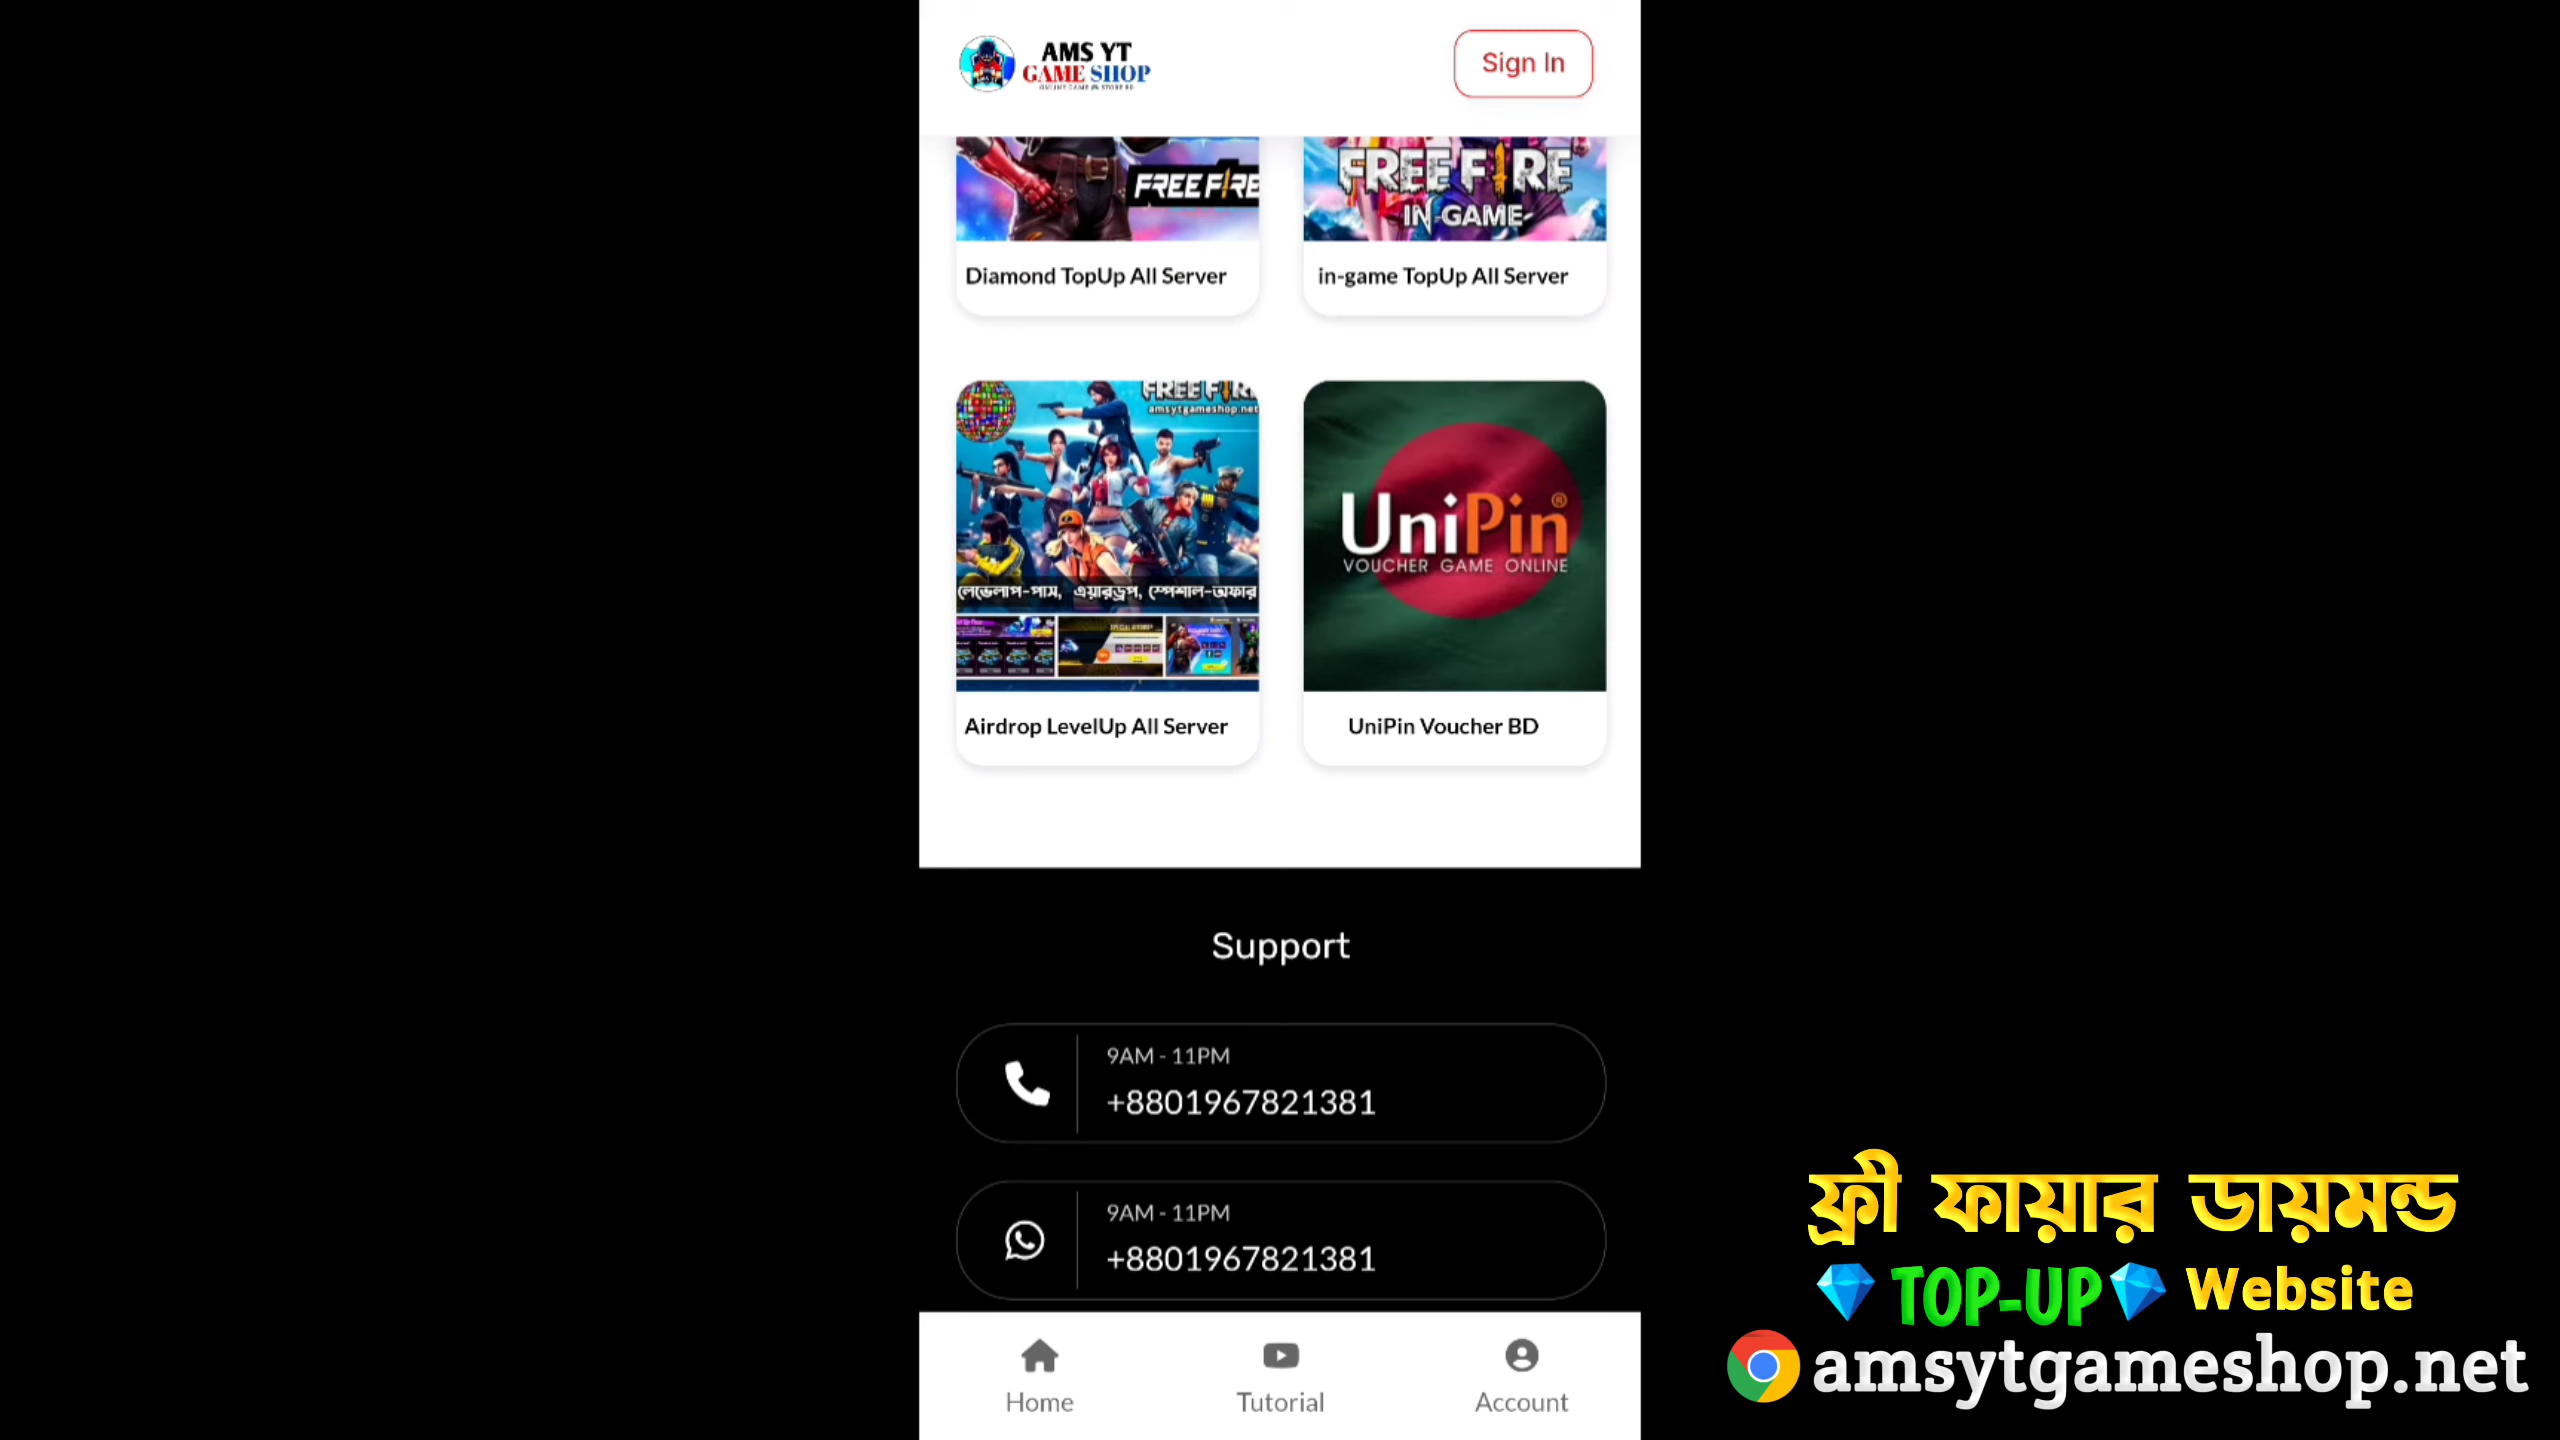 AMS YT
GAME SHOP
Sign In
FREE FIRE
FREE FIRE
IN-GAME
Diamond TopUp All Server
in-game TopUp All Server
FREE FIRE
amsytgameshop.net
লেভেলাপ-পাস, এয়ারড্রপ, স্পেশাল-অফার
UniPin®
VOUCHER GAME ONLINE
Airdrop LevelUp All Server
UniPin Voucher BD
Support
9AM - 11PM
+8801967821381
9AM - 11PM
+8801967821381
Home
Tutorial
Account
ফ্রী ফায়ার ডায়মন্ড
💎 TOP-UP 💎 Website
amsytgameshop.net